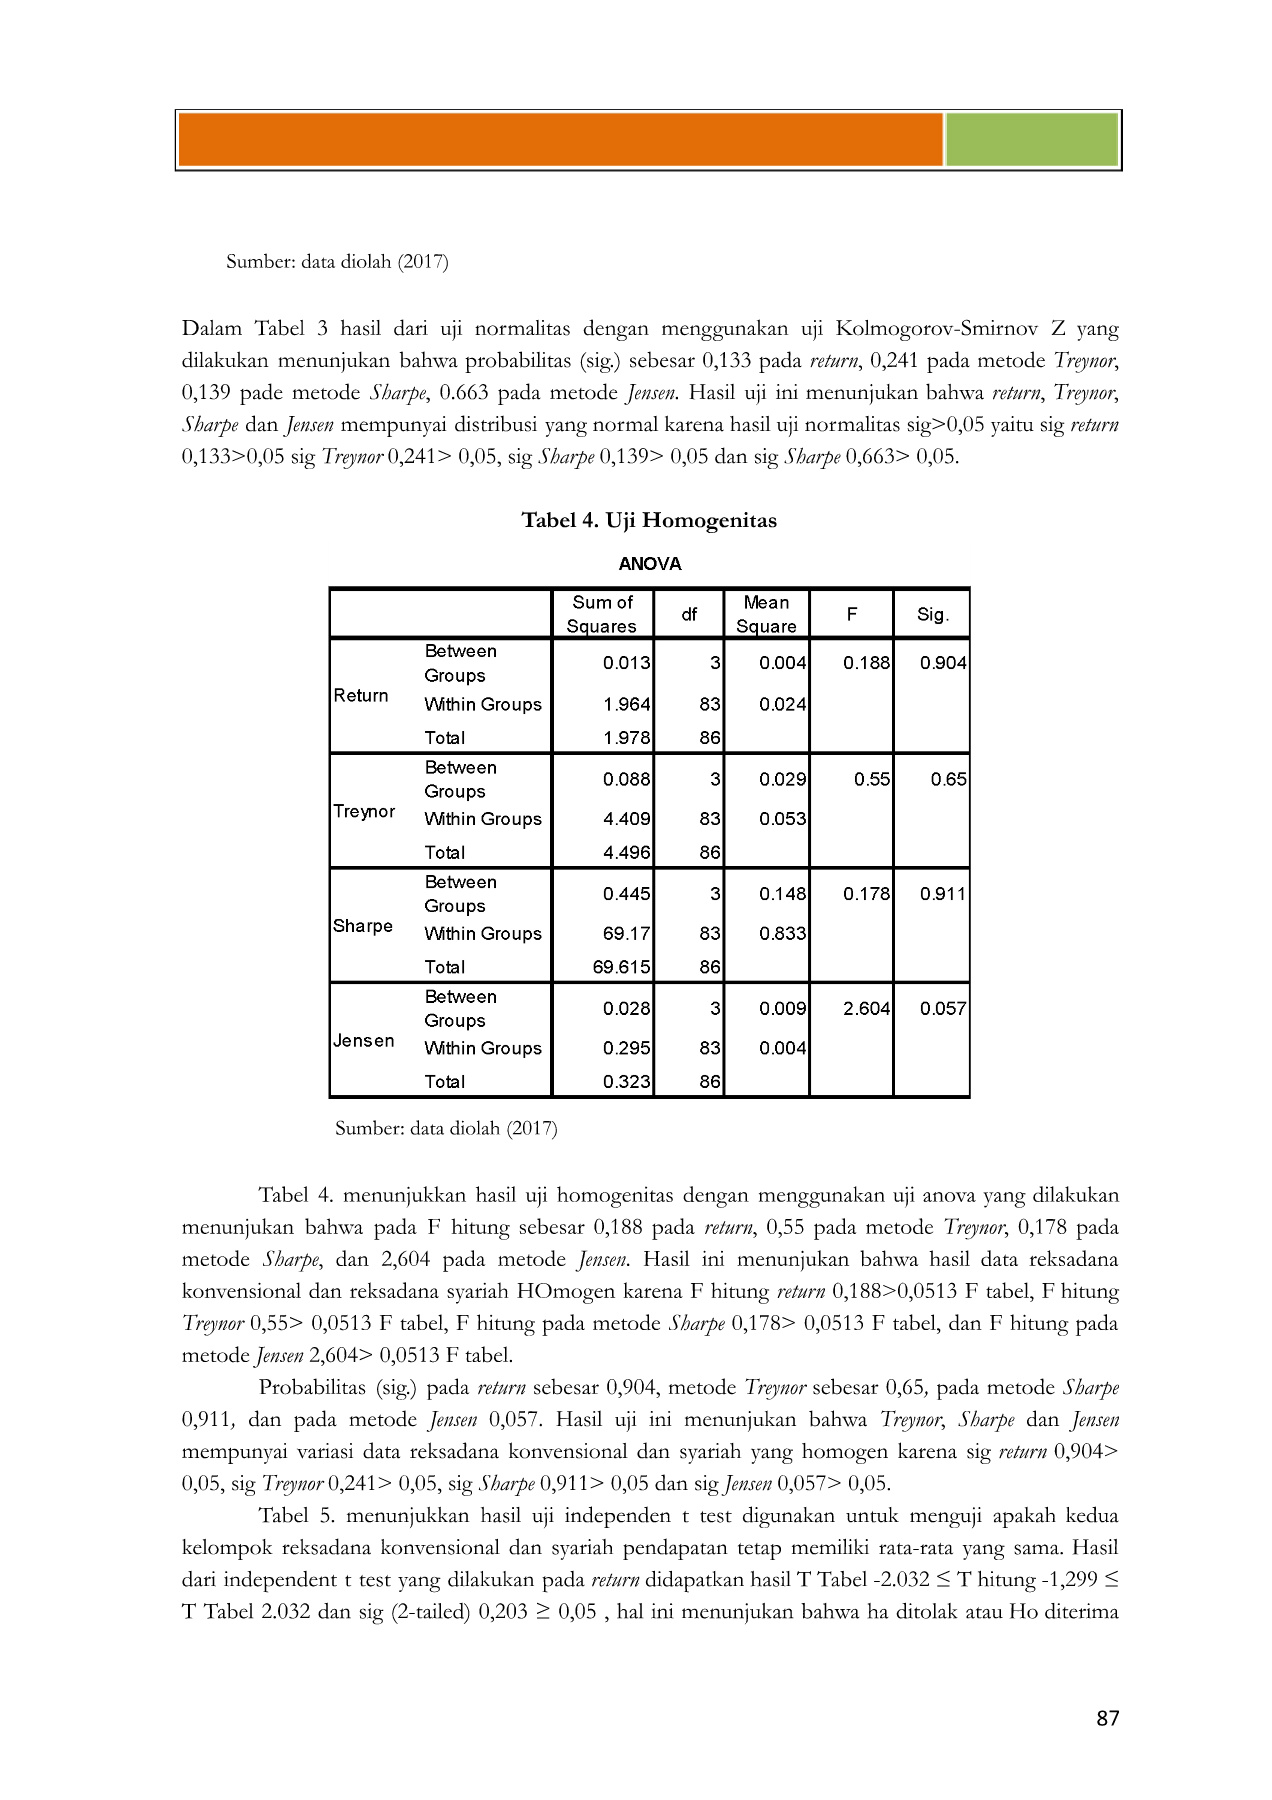 Sumber: data diolah (2017)
Dalam Tabel 3 hasil dari uji normalitas dengan menggunakan uji Kolmogorov-Smirnov Z yang
dilakukan menunjukan bahwa probabilitas (sig.) sebesar 0,133 pada return, 0,241 pada metode Treynor,
0,139 pade metode Sharpe, 0.663 pada metode Jensen. Hasil uji ini menunjukan bahwa return, Treynor,
Sharpe dan Jensen mempunyai distribusi yang normal karena hasil uji normalitas sig>0,05 yaitu sig return
0,133>0,05 sig Treynor 0,241> 0,05, sig Sharpe 0,139> 0,05 dan sig Sharpe 0,663> 0,05.
Tabel 4. Uji Homogenitas
ANOVA
Sum of Squares df Mean Square F Sig.
Return Between Groups 0.013 3 0.004 0.188 0.904
Within Groups 1.964 83 0.024
Total 1.978 86
Treynor Between Groups 0.088 3 0.029 0.55 0.65
Within Groups 4.409 83 0.053
Total 4.496 86
Sharpe Between Groups 0.445 3 0.148 0.178 0.911
Within Groups 69.17 83 0.833
Total 69.615 86
Jensen Between Groups 0.028 3 0.009 2.604 0.057
Within Groups 0.295 83 0.004
Total 0.323 86
Sumber: data diolah (2017)
Tabel 4. menunjukkan hasil uji homogenitas dengan menggunakan uji anova yang dilakukan
menunjukan bahwa pada F hitung sebesar 0,188 pada return, 0,55 pada metode Treynor, 0,178 pada
metode Sharpe, dan 2,604 pada metode Jensen. Hasil ini menunjukan bahwa hasil data reksadana
konvensional dan reksadana syariah HOmogen karena F hitung return 0,188>0,0513 F tabel, F hitung
Treynor 0,55> 0,0513 F tabel, F hitung pada metode Sharpe 0,178> 0,0513 F tabel, dan F hitung pada
metode Jensen 2,604> 0,0513 F tabel.
Probabilitas (sig.) pada return sebesar 0,904, metode Treynor sebesar 0,65, pada metode Sharpe
0,911, dan pada metode Jensen 0,057. Hasil uji ini menunjukan bahwa Treynor, Sharpe dan Jensen
mempunyai variasi data reksadana konvensional dan syariah yang homogen karena sig return 0,904>
0,05, sig Treynor 0,241> 0,05, sig Sharpe 0,911> 0,05 dan sig Jensen 0,057> 0,05.
Tabel 5. menunjukkan hasil uji independen t test digunakan untuk menguji apakah kedua
kelompok reksadana konvensional dan syariah pendapatan tetap memiliki rata-rata yang sama. Hasil
dari independent t test yang dilakukan pada return didapatkan hasil T Tabel -2.032 ≤ T hitung -1,299 ≤
T Tabel 2.032 dan sig (2-tailed) 0,203 ≥ 0,05 , hal ini menunjukan bahwa ha ditolak atau Ho diterima
87